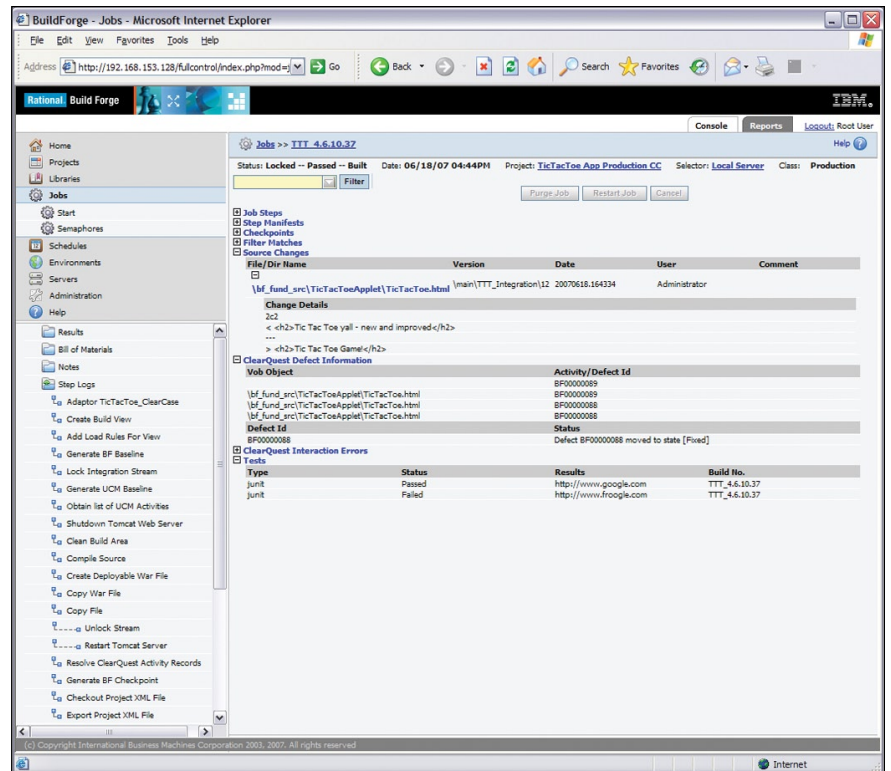 BuildForge - Jobs - Microsoft Internet Explorer
File Edit View Favorites Tools Help
Address http://192.168.153.128/fullcontrol/index.php?mod=j Go Back Search Favorites
Rational. Build Forge IBM.
Console Reports Logout: Root User
Home
Projects
Libraries
Jobs
Start
Semaphores
Schedules
Environments
Servers
Administration
Help
Results
Bill of Materials
Notes
Step Logs
Adaptor TicTacToe_ClearCase
Create Build View
Add Load Rules For View
Generate BF Baseline
Lock Integration Stream
Generate UCM Baseline
Obtain list of UCM Activities
Shutdown Tomcat Web Server
Clean Build Area
Compile Source
Create Deployable War File
Copy War File
Copy File
Unlock Stream
Restart Tomcat Server
Resolve ClearQuest Activity Records
Generate BF Checkpoint
Checkout Project XML File
Export Project XML File
Jobs >> TTT_4.6.10.37 Help
Status: Locked -- Passed -- Built Date: 06/18/07 04:44PM Project: TicTacToe App Production CC Selector: Local Server Class: Production
Filter
Purge Job Restart Job Cancel
Job Steps
Step Manifests
Checkpoints
Filter Matches
Source Changes
File/Dir Name Version Date User Comment
\bf_fund_src\TicTacToeApplet\TicTacToe.html \main\TTT_Integration\12 20070618.164334 Administrator
Change Details
2c2
< <h2>Tic Tac Toe yall - new and improved</h2>
---
> <h2>Tic Tac Toe Game!</h2>
ClearQuest Defect Information
Vob Object Activity/Defect Id
BF00000089
\bf_fund_src\TicTacToeApplet\TicTacToe.html BF00000089
\bf_fund_src\TicTacToeApplet\TicTacToe.html BF00000088
\bf_fund_src\TicTacToeApplet\TicTacToe.html BF00000088
Defect Id Status
BF00000088 Defect BF00000088 moved to state [Fixed]
ClearQuest Interaction Errors
Tests
Type Status Results Build No.
junit Passed http://www.google.com TTT_4.6.10.37
junit Failed http://www.froogle.com TTT_4.6.10.37
(c) Copyright International Business Machines Corporation 2003, 2007. All rights reserved
Internet